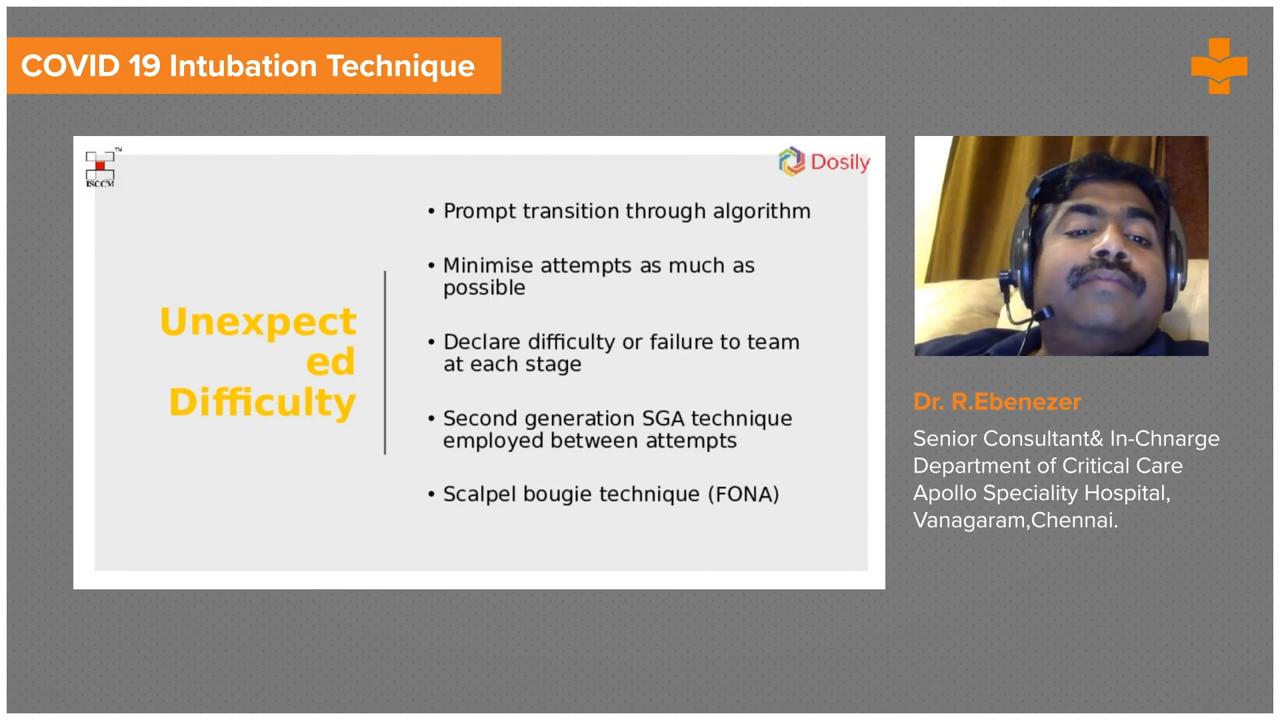 COVID 19 Intubation Technique
TM
ISCCM
Dosily
Unexpect
ed
Difficulty
• Prompt transition through algorithm
• Minimise attempts as much as
possible
• Declare difficulty or failure to team
at each stage
• Second generation SGA technique
employed between attempts
• Scalpel bougie technique (FONA)
Dr. R.Ebenezer
Senior Consultant& In-Chnarge
Department of Critical Care
Apollo Speciality Hospital,
Vanagaram,Chennai.